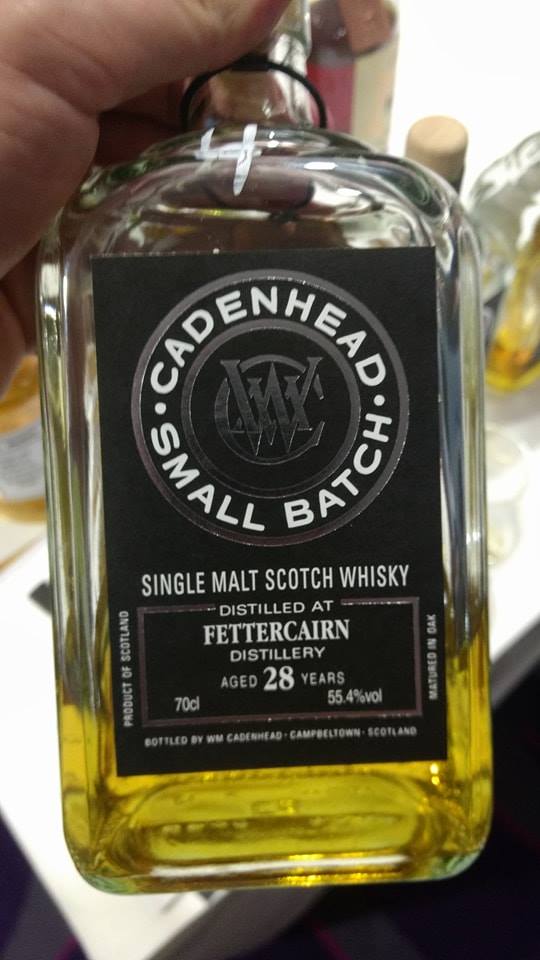 CADENHEAD
WMC
SMALL BATCH
SINGLE MALT SCOTCH WHISKY
DISTILLED AT
FETTERCAIRN
DISTILLERY
AGED 28 YEARS
70cl 55.4%vol
PRODUCT OF SCOTLAND
MATURED IN OAK
BOTTLED BY WM CADENHEAD · CAMPBELTOWN · SCOTLAND